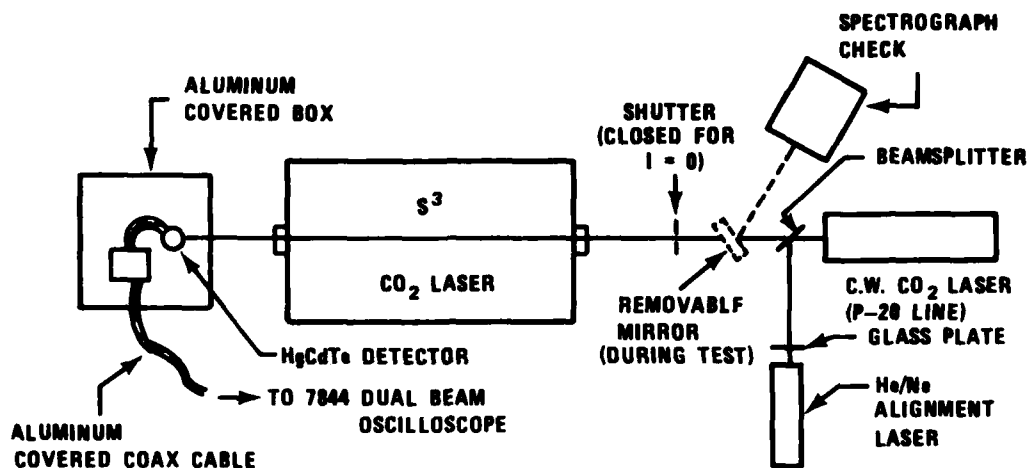 SPECTROGRAPH
CHECK
ALUMINUM
COVERED BOX
SHUTTER
(CLOSED FOR
I = 0)
BEAMSPLITTER
S³
CO₂ LASER
C.W. CO₂ LASER
(P-20 LINE)
REMOVABLF
MIRROR
(DURING TEST)
GLASS PLATE
HgCdTe DETECTOR
TO 7844 DUAL BEAM
OSCILLOSCOPE
He/Ne
ALIGNMENT
LASER
ALUMINUM
COVERED COAX CABLE